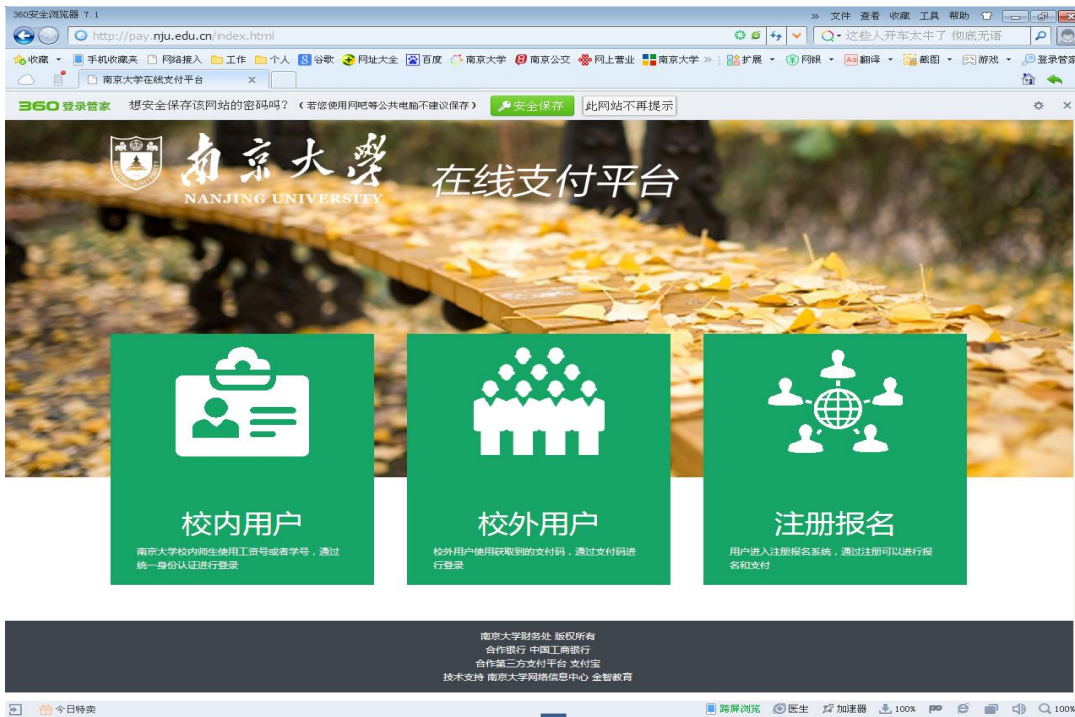 360安全浏览器 7.1
» 文件 查看 收藏 工具 帮助
http://pay.nju.edu.cn/index.html
这些人开车太牛了 彻底无语
收藏 手机收藏夹 网络接入 工作 个人 谷歌 网址大全 百度 南京大学 南京公交 网上营业 南京大学 » 扩展 网银 翻译 截图 游戏 登录管家
南京大学在线支付平台
360 登录管家 想安全保存该网站的密码吗？（若您使用网吧等公共电脑不建议保存） 安全保存 此网站不再提示
南京大学 在线支付平台
NANJING UNIVERSITY
校内用户
南京大学校内师生使用工资号或者学号，通过
统一身份认证进行登录
校外用户
校外用户使用获取到的支付码，通过支付码进
行登录
注册报名
用户进入注册报名系统，通过注册可以进行报
名和支付
南京大学财务处 版权所有
合作银行 中国工商银行
合作第三方支付平台 支付宝
技术支持 南京大学网络信息中心 金智教育
今日特卖
跨屏浏览 医生 加速器 100% 100%